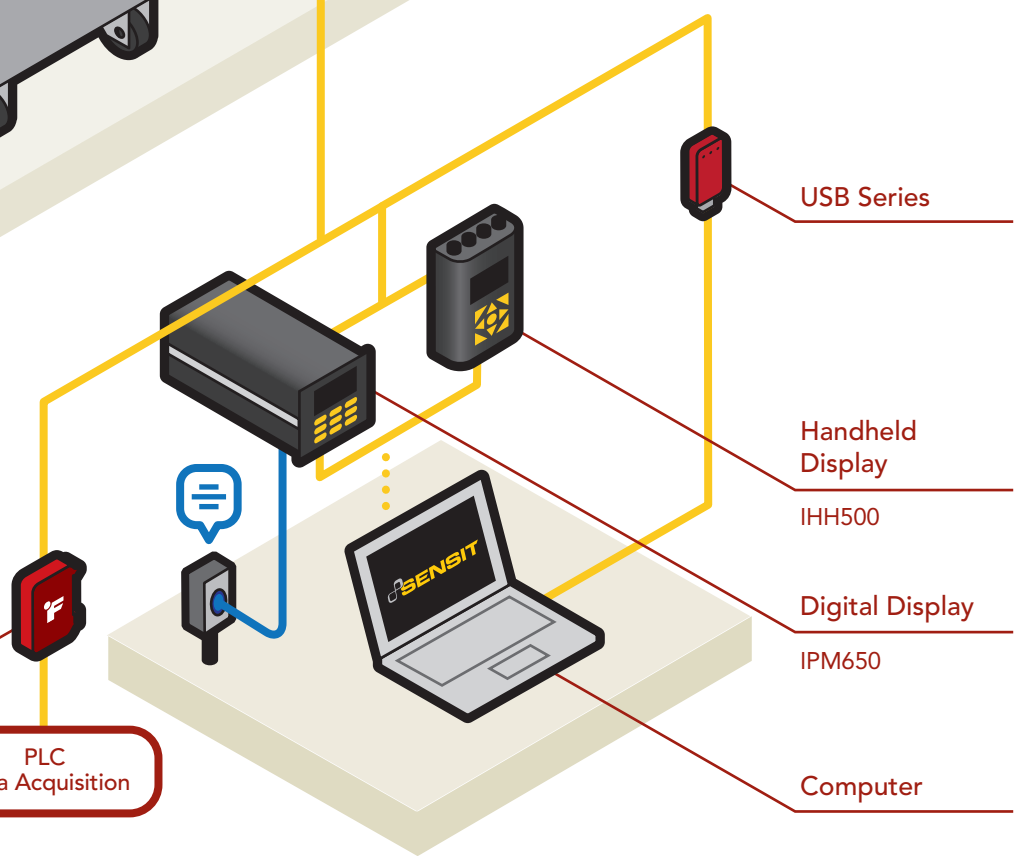 USB Series
Handheld
Display
IHH500
SENSIT
Digital Display
IPM650
PLC
a Acquisition
Computer